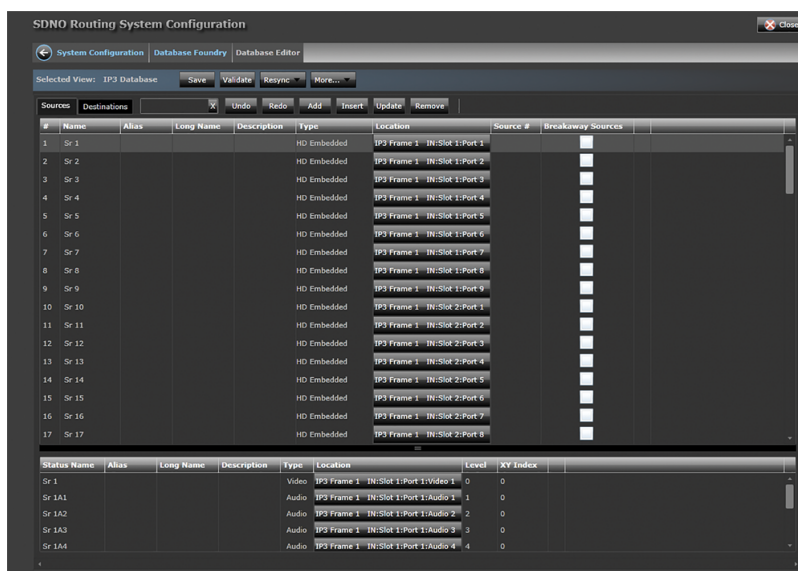 SDNO Routing System Configuration
Close
System Configuration Database Foundry Database Editor
Selected View: IP3 Database Save Validate Resync More...
Sources Destinations X Undo Redo Add Insert Update Remove
# Name Alias Long Name Description Type Location Source # Breakaway Sources
1 Sr 1 HD Embedded IP3 Frame 1 IN:Slot 1:Port 1
2 Sr 2 HD Embedded IP3 Frame 1 IN:Slot 1:Port 2
3 Sr 3 HD Embedded IP3 Frame 1 IN:Slot 1:Port 3
4 Sr 4 HD Embedded IP3 Frame 1 IN:Slot 1:Port 4
5 Sr 5 HD Embedded IP3 Frame 1 IN:Slot 1:Port 5
6 Sr 6 HD Embedded IP3 Frame 1 IN:Slot 1:Port 6
7 Sr 7 HD Embedded IP3 Frame 1 IN:Slot 1:Port 7
8 Sr 8 HD Embedded IP3 Frame 1 IN:Slot 1:Port 8
9 Sr 9 HD Embedded IP3 Frame 1 IN:Slot 1:Port 9
10 Sr 10 HD Embedded IP3 Frame 1 IN:Slot 2:Port 1
11 Sr 11 HD Embedded IP3 Frame 1 IN:Slot 2:Port 2
12 Sr 12 HD Embedded IP3 Frame 1 IN:Slot 2:Port 3
13 Sr 13 HD Embedded IP3 Frame 1 IN:Slot 2:Port 4
14 Sr 14 HD Embedded IP3 Frame 1 IN:Slot 2:Port 5
15 Sr 15 HD Embedded IP3 Frame 1 IN:Slot 2:Port 6
16 Sr 16 HD Embedded IP3 Frame 1 IN:Slot 2:Port 7
17 Sr 17 HD Embedded IP3 Frame 1 IN:Slot 2:Port 8
Status Name Alias Long Name Description Type Location Level XY Index
Sr 1 Video IP3 Frame 1 IN:Slot 1:Port 1:Video 1 0 0
Sr 1A1 Audio IP3 Frame 1 IN:Slot 1:Port 1:Audio 1 1 0
Sr 1A2 Audio IP3 Frame 1 IN:Slot 1:Port 1:Audio 2 2 0
Sr 1A3 Audio IP3 Frame 1 IN:Slot 1:Port 1:Audio 3 3 0
Sr 1A4 Audio IP3 Frame 1 IN:Slot 1:Port 1:Audio 4 4 0